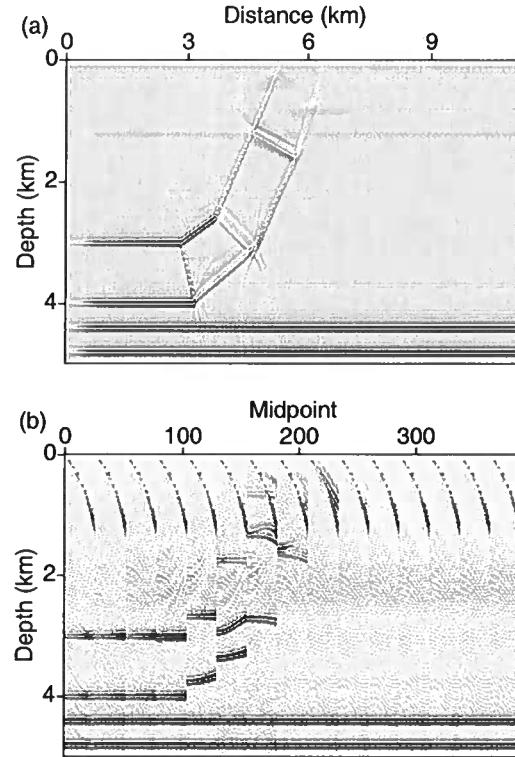 (a)
Distance (km)
0 3 6 9
0
2
4
Depth (km)
(b)
Midpoint
0 100 200 300
0
2
4
Depth (km)